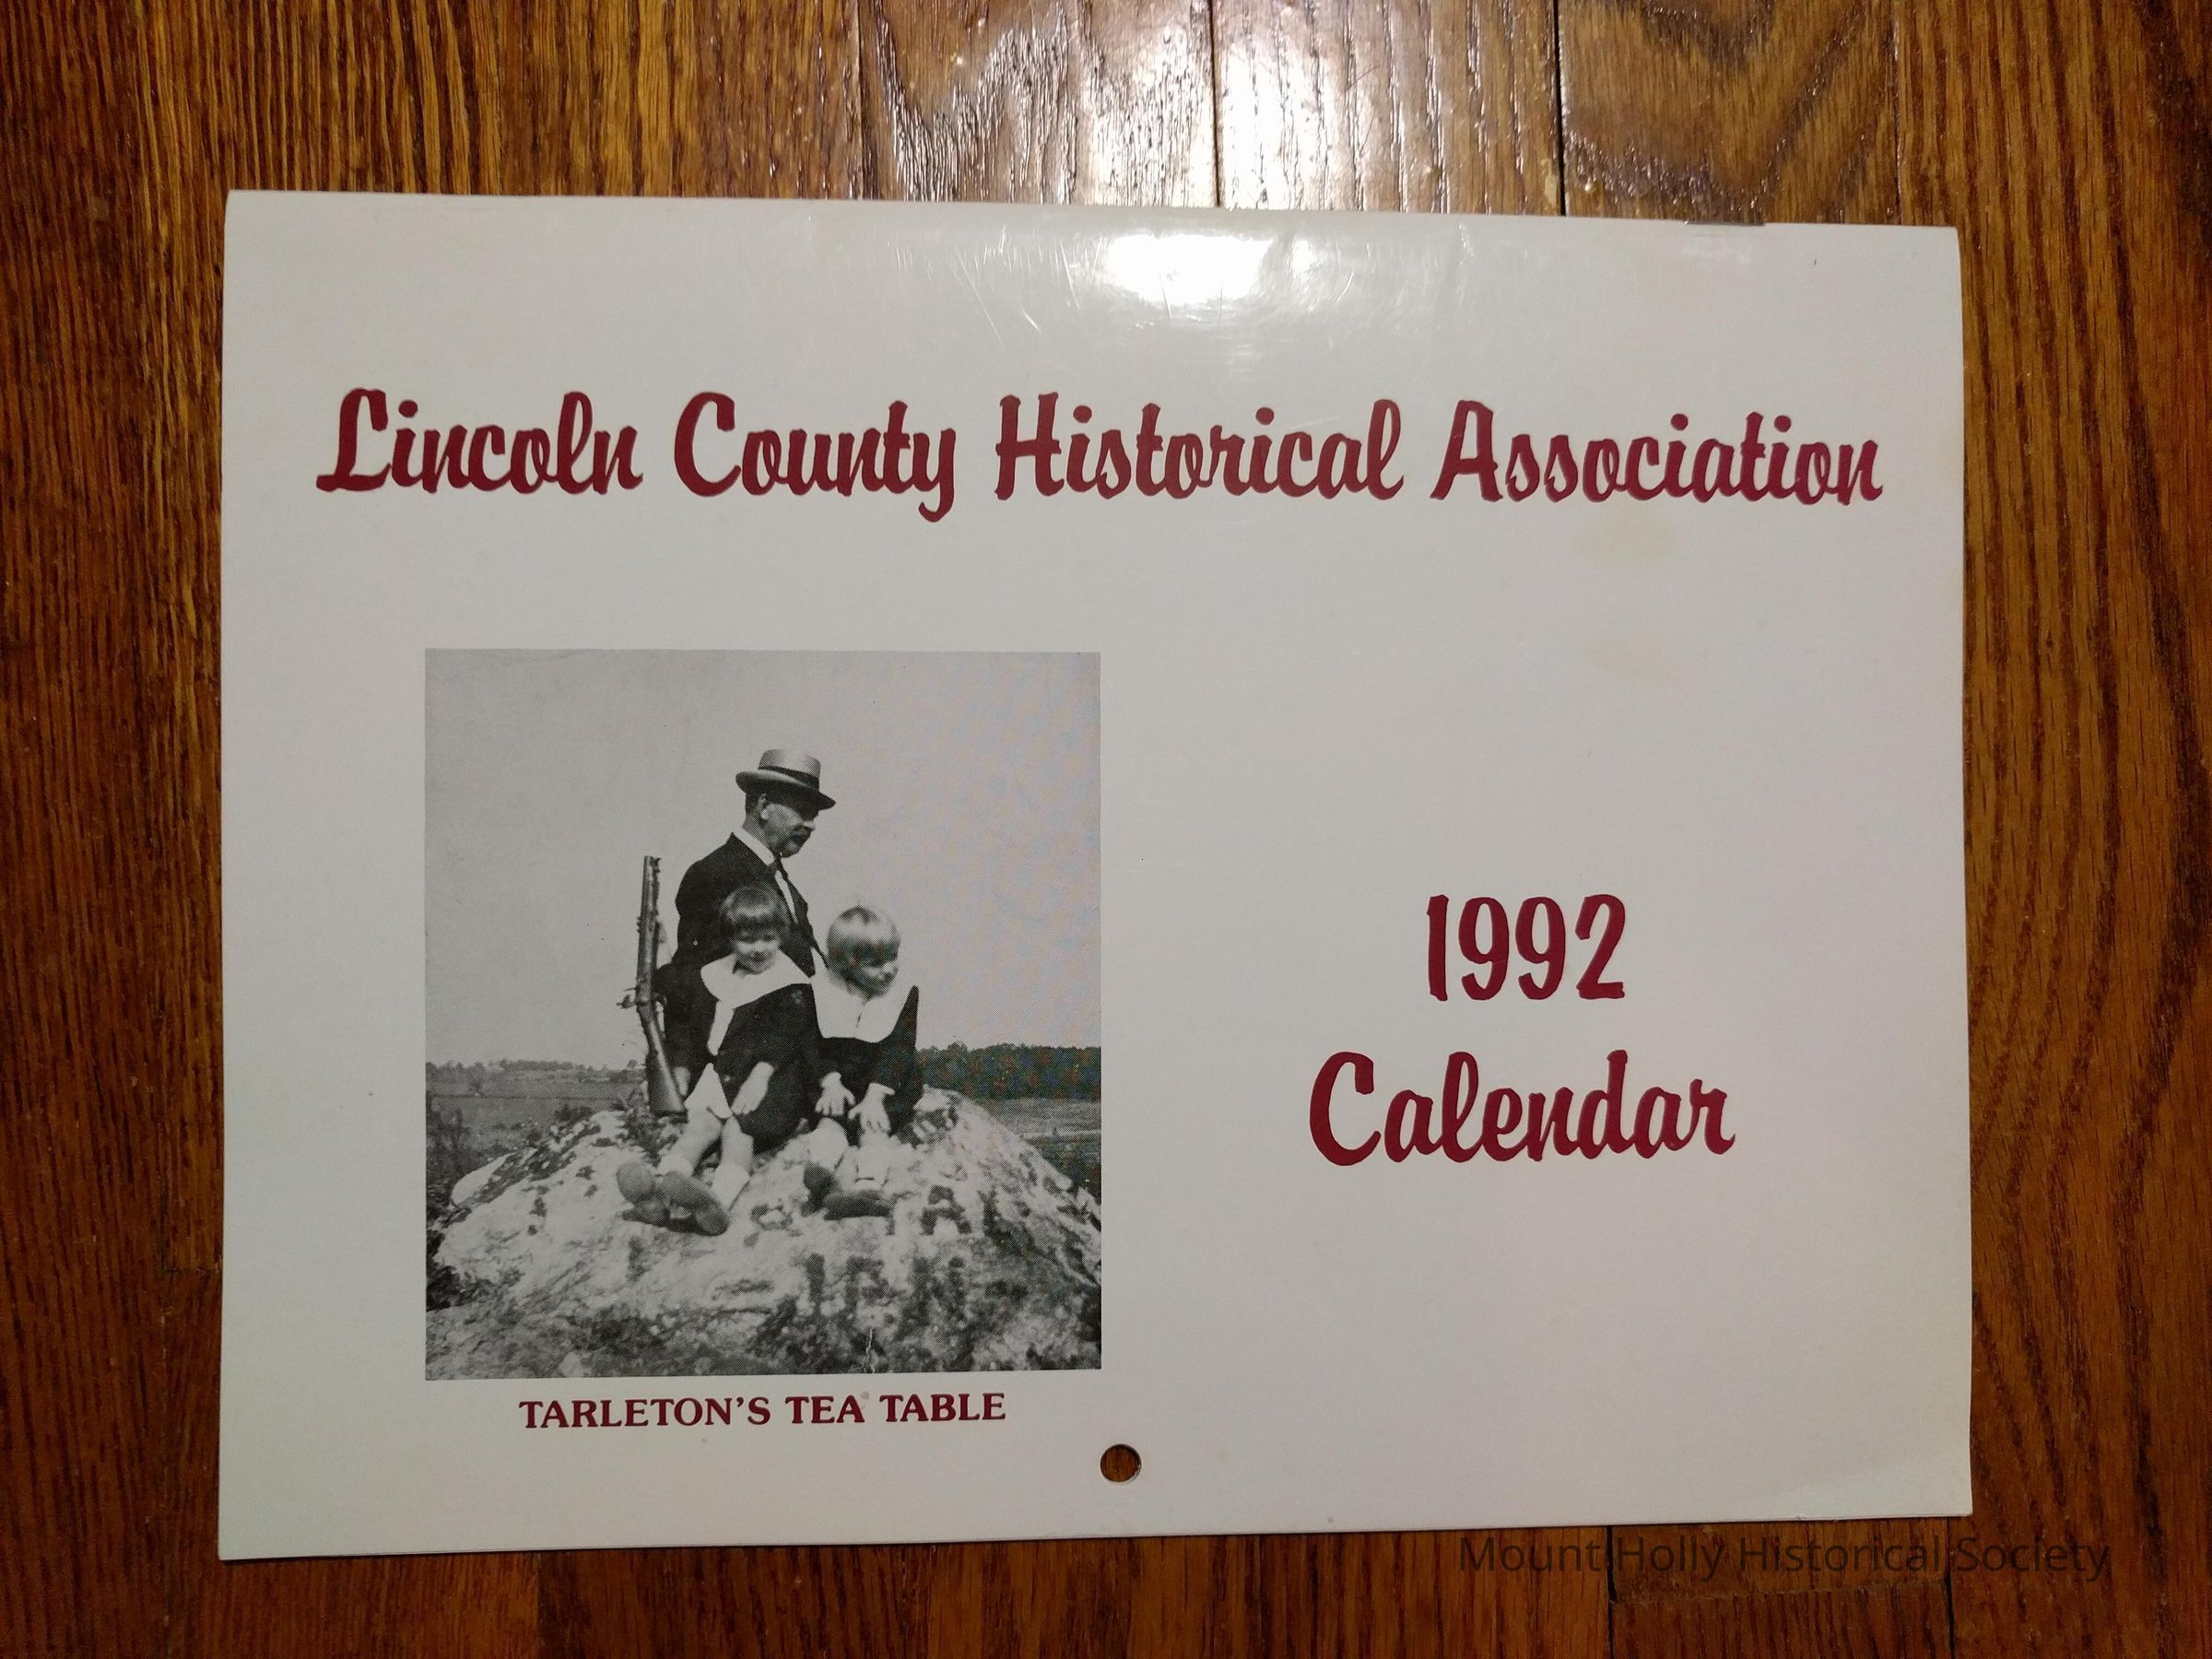 Lincoln County Historical Association
1992
Calendar
TARLETON'S TEA TABLE
Mount Holly Historical Society